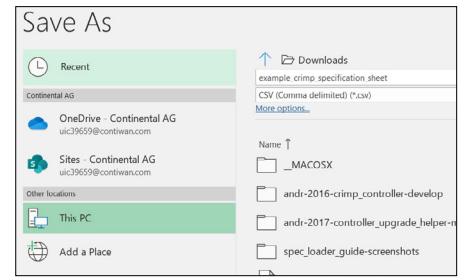 Save As
Recent
Continental AG
OneDrive - Continental AG
uic39659@contiwan.com
Sites - Continental AG
uic39659@contiwan.com
Other locations
This PC
Add a Place
Downloads
example_crimp_specification_sheet
CSV (Comma delimited) (*.csv)
More options...
Name ↑
__MACOSX
andr-2016-crimp_controller-develop
andr-2017-controller_upgrade_helper-m
spec_loader_guide-screenshots